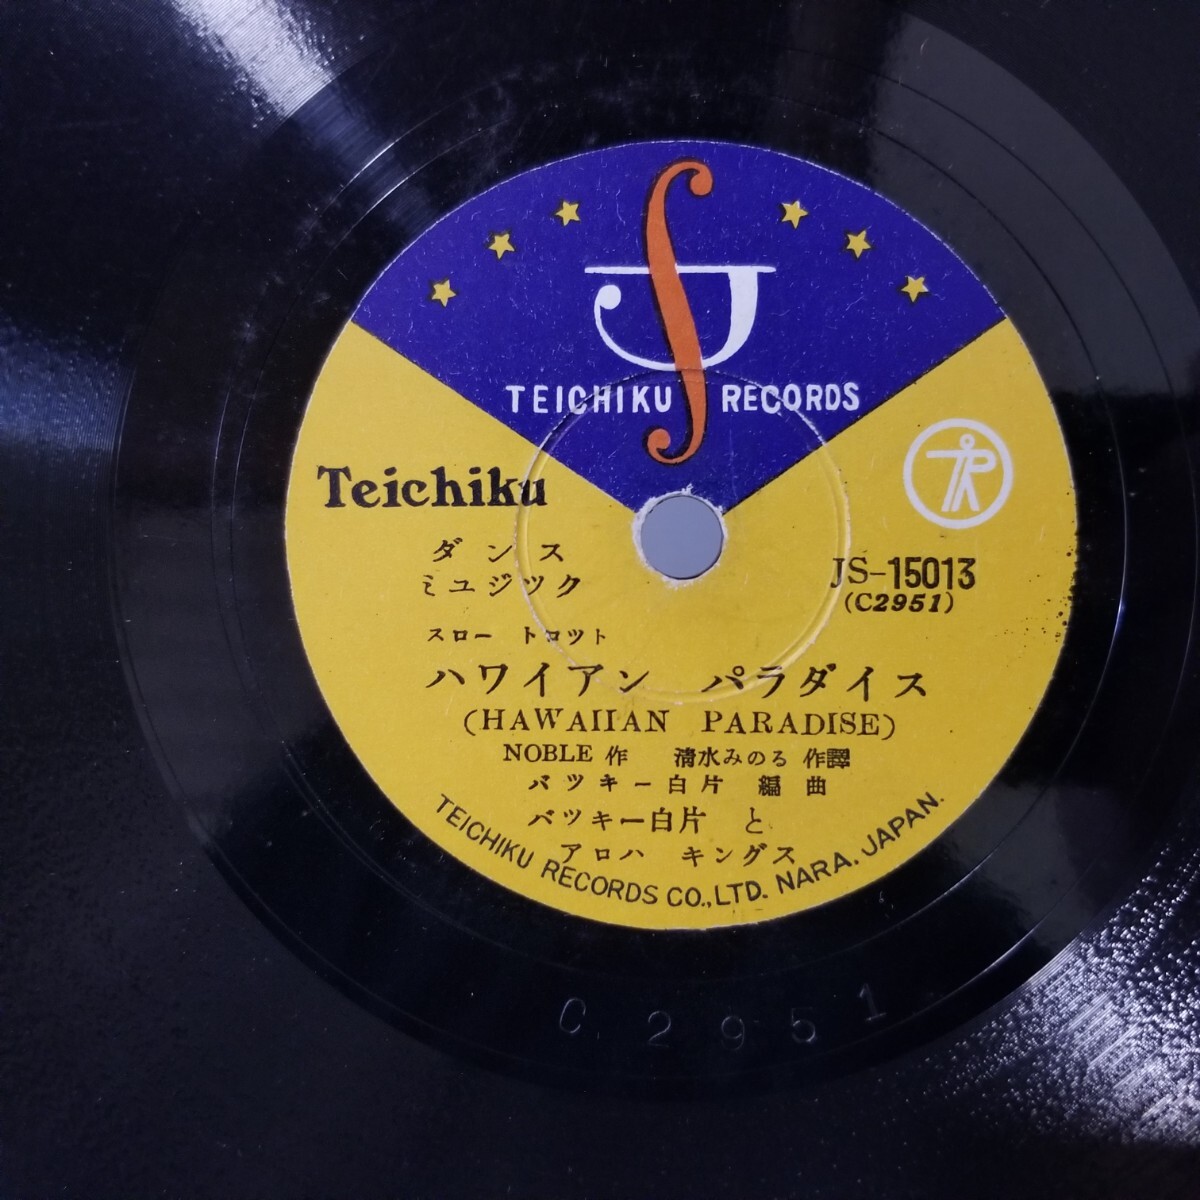 TEICHIKU RECORDS
Teichiku
ダンス
ミユジツク
JS-15013
(C2951)
スロー トロツト
ハワイアン パラダイス
(HAWAIIAN PARADISE)
NOBLE 作 清水みのる 作譯
バツキー白片 編曲
バツキー白片 と
アロハ キングス
TEICHIKU RECORDS CO., LTD. NARA. JAPAN.
C 2951